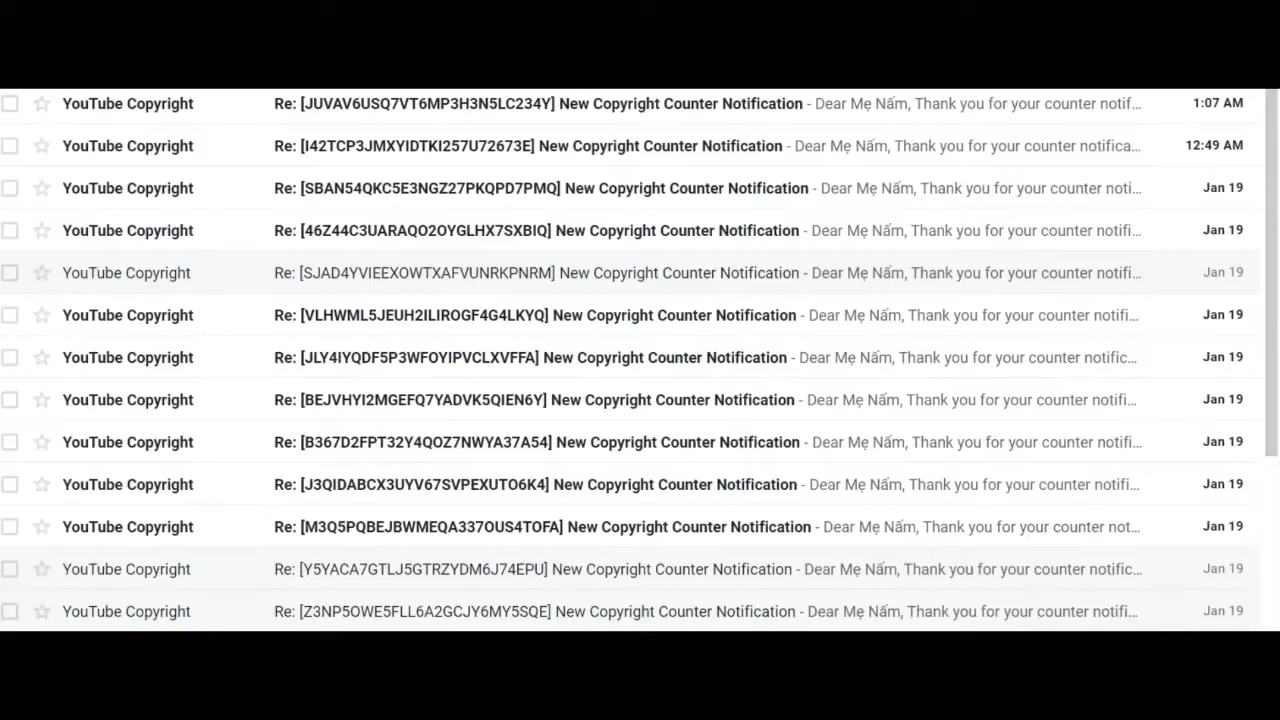 YouTube Copyright Re: [JUVAV6USQ7VT6MP3H3N5LC234Y] New Copyright Counter Notification - Dear Mẹ Nấm, Thank you for your counter notif... 1:07 AM
YouTube Copyright Re: [I42TCP3JMXYIDTKI257U72673E] New Copyright Counter Notification - Dear Mẹ Nấm, Thank you for your counter notifica... 12:49 AM
YouTube Copyright Re: [SBAN54QKC5E3NGZ27PKQPD7PMQ] New Copyright Counter Notification - Dear Mẹ Nấm, Thank you for your counter noti... Jan 19
YouTube Copyright Re: [46Z44C3UARAQO2OYGLHX7SXBIQ] New Copyright Counter Notification - Dear Mẹ Nấm, Thank you for your counter notifi... Jan 19
YouTube Copyright Re: [SJAD4YVIEEXOWTXAFVUNRKPNRM] New Copyright Counter Notification - Dear Mẹ Nấm, Thank you for your counter notifi... Jan 19
YouTube Copyright Re: [VLHWML5JEUH2ILIROGF4G4LKYQ] New Copyright Counter Notification - Dear Mẹ Nấm, Thank you for your counter notifi... Jan 19
YouTube Copyright Re: [JLY4IYQDF5P3WFOYIPVCLXVFFA] New Copyright Counter Notification - Dear Mẹ Nấm, Thank you for your counter notific... Jan 19
YouTube Copyright Re: [BEJVHYI2MGEFQ7YADVK5QIEN6Y] New Copyright Counter Notification - Dear Mẹ Nấm, Thank you for your counter notifi... Jan 19
YouTube Copyright Re: [B367D2FPT32Y4QOZ7NWYA37A54] New Copyright Counter Notification - Dear Mẹ Nấm, Thank you for your counter notifi... Jan 19
YouTube Copyright Re: [J3QIDABCX3UYV67SVPEXUTO6K4] New Copyright Counter Notification - Dear Mẹ Nấm, Thank you for your counter notifi... Jan 19
YouTube Copyright Re: [M3Q5PQBEJBWMEQA337OUS4TOFA] New Copyright Counter Notification - Dear Mẹ Nấm, Thank you for your counter not... Jan 19
YouTube Copyright Re: [Y5YACA7GTLJ5GTRZYDM6J74EPU] New Copyright Counter Notification - Dear Mẹ Nấm, Thank you for your counter notific... Jan 19
YouTube Copyright Re: [Z3NP5OWE5FLL6A2GCJY6MY5SQE] New Copyright Counter Notification - Dear Mẹ Nấm, Thank you for your counter notifi... Jan 19